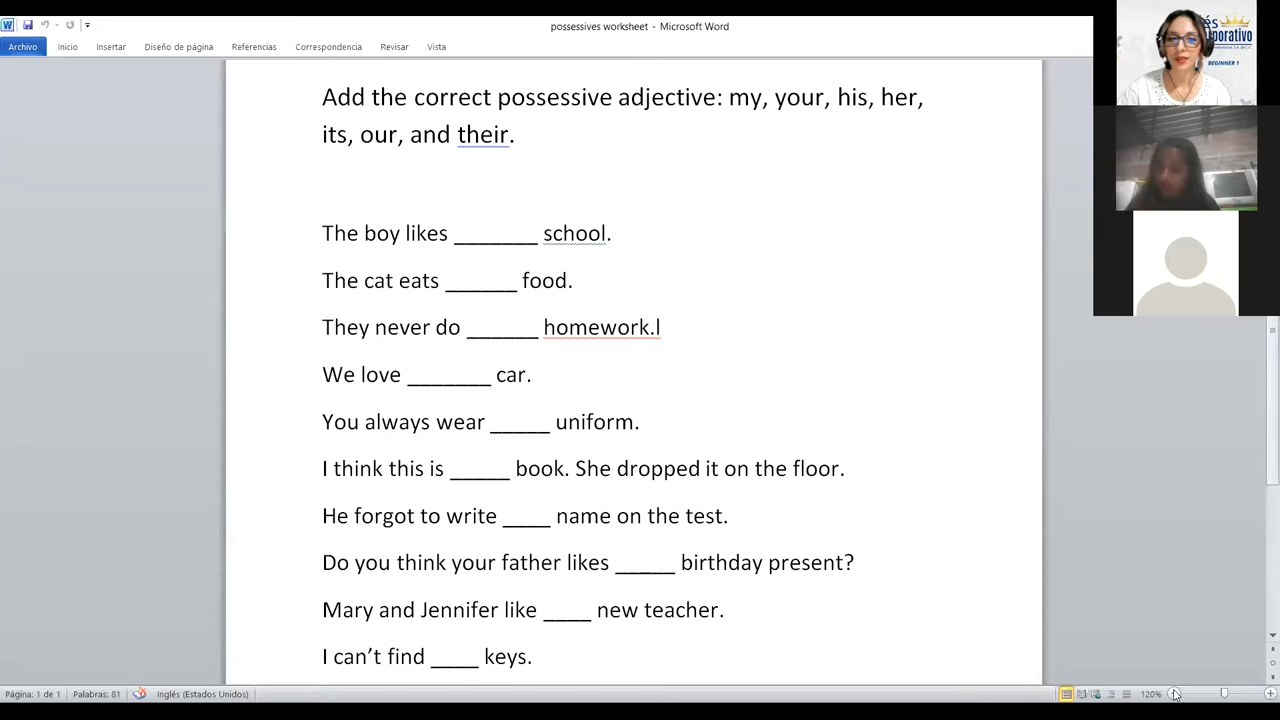 possessives worksheet - Microsoft Word
Archivo Inicio Insertar Diseño de página Referencias Correspondencia Revisar Vista
Add the correct possessive adjective: my, your, his, her,
its, our, and their.
The boy likes _______ school.
The cat eats ______ food.
They never do ______ homework.l
We love _______ car.
You always wear _____ uniform.
I think this is _____ book. She dropped it on the floor.
He forgot to write ____ name on the test.
Do you think your father likes _____ birthday present?
Mary and Jennifer like ____ new teacher.
I can't find ____ keys.
Página: 1 de 1 Palabras: 81 Inglés (Estados Unidos) 120%
BEGINNER 1